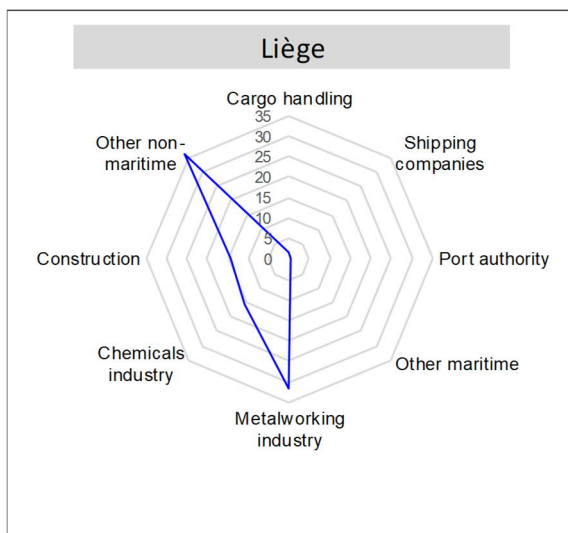 Liège
Cargo handling
35
30
25
20
15
10
5
0
Shipping
companies
Port authority
Other maritime
Metalworking
industry
Chemicals
industry
Construction
Other non-
maritime